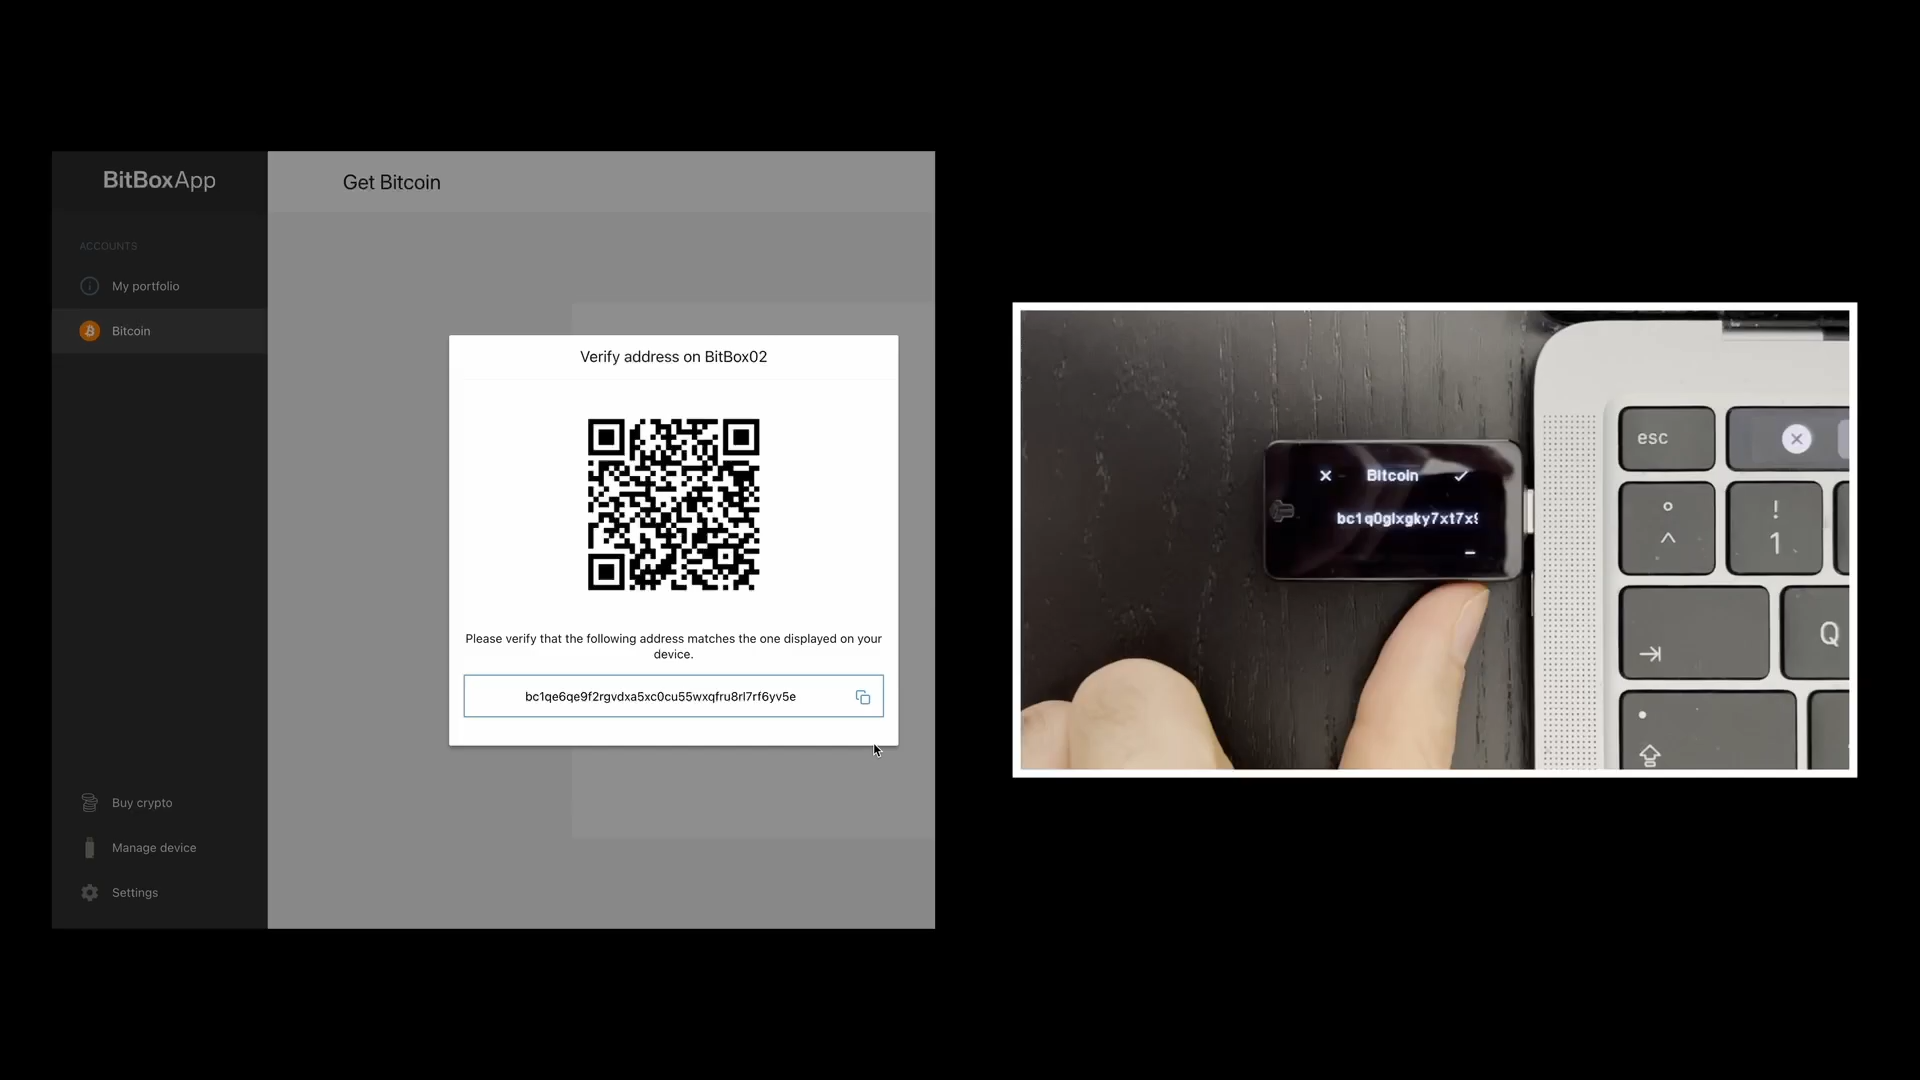 BitBoxApp
Get Bitcoin
ACCOUNTS
My portfolio
Bitcoin
Verify address on BitBox02
Please verify that the following address matches the one displayed on your
device.
bc1qe6qe9f2rgvdxa5xc0cu55wxqfru8rl7rf6yv5e
Buy crypto
Manage device
Settings
Bitcoin
bc1q0glxgky7xt7x
esc
!
1
Q